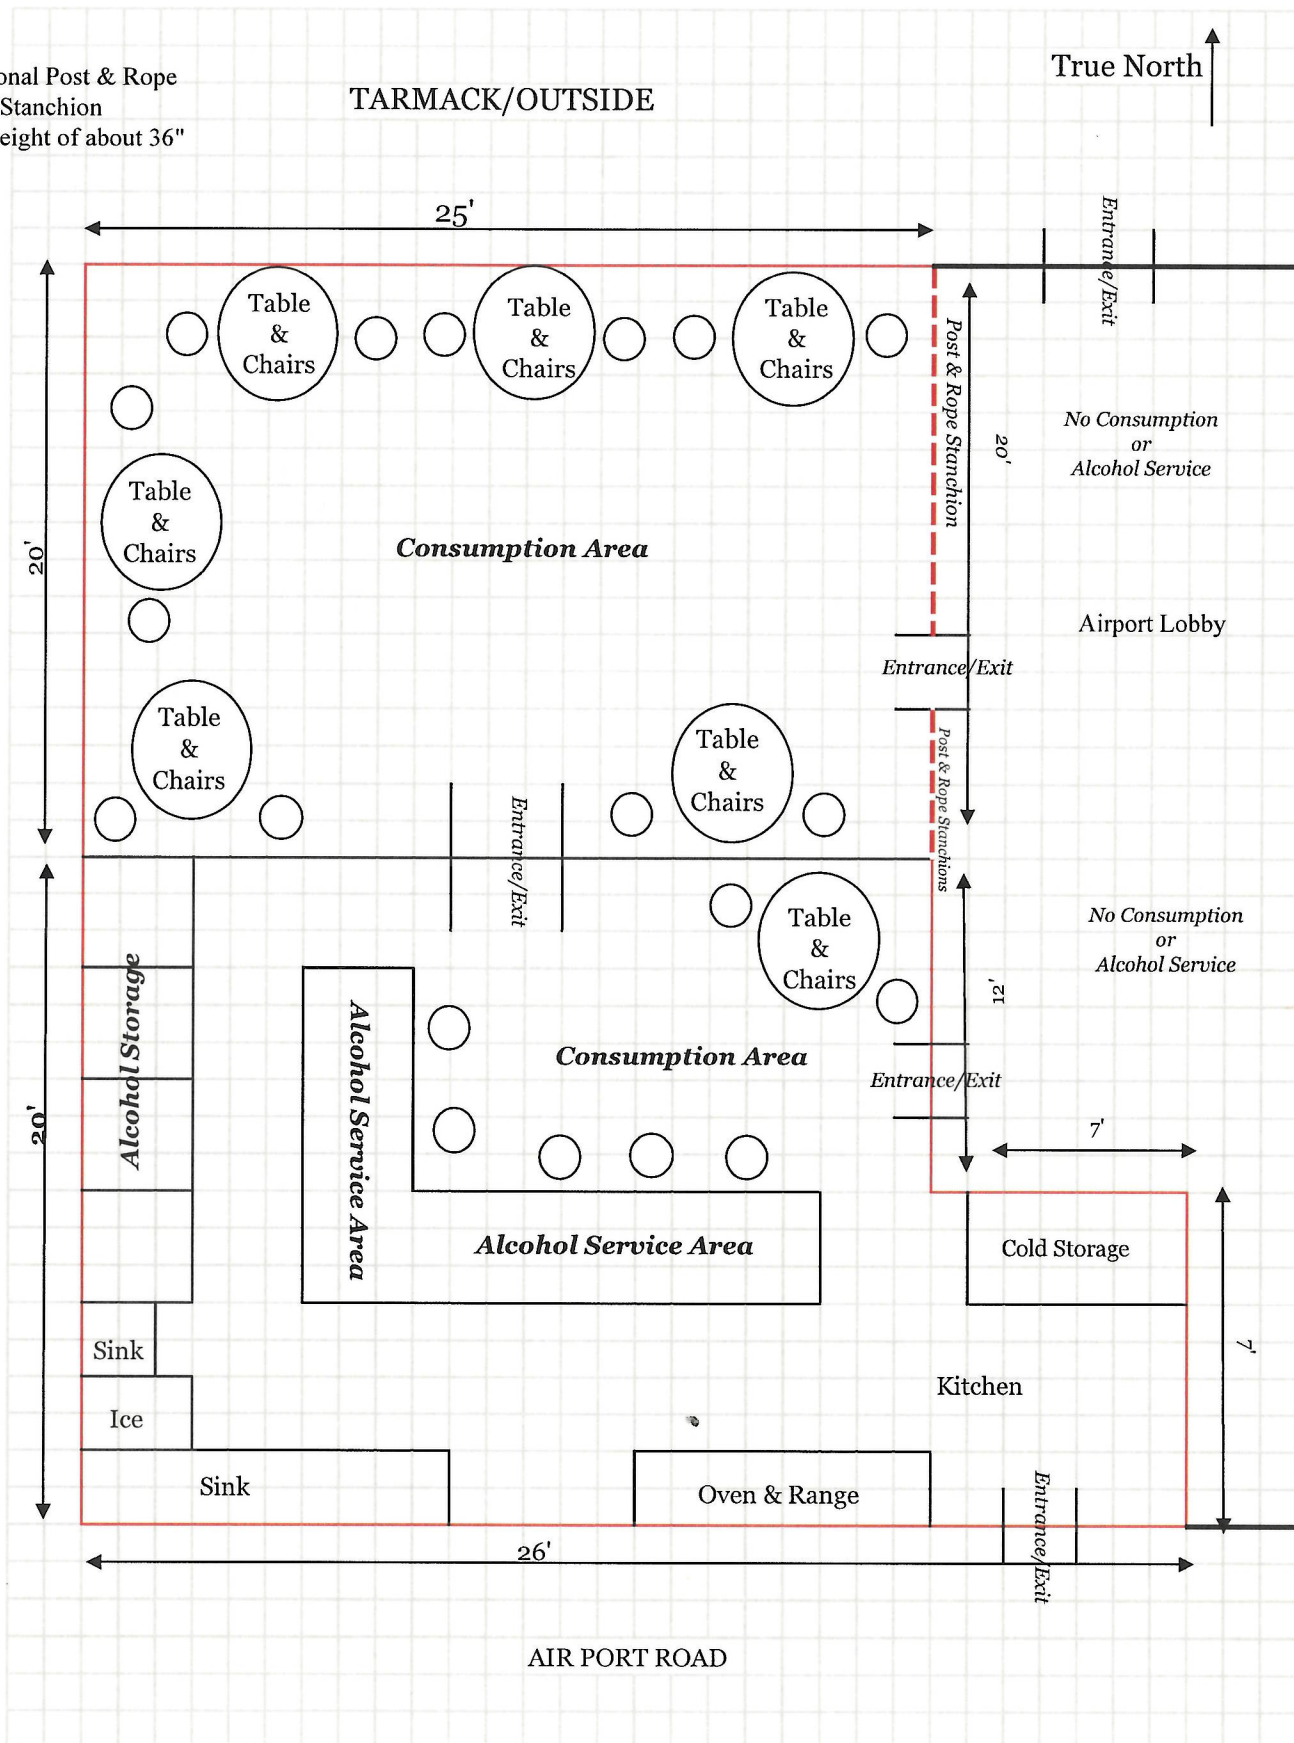 onal Post & Rope
Stanchion
eight of about 36"
TARMACK/OUTSIDE
True North
25'
Entrance/Exit
Table
&
Chairs
Table
&
Chairs
Table
&
Chairs
Post & Rope Stanchion
20'
No Consumption
or
Alcohol Service
Table
&
Chairs
20'
Consumption Area
Airport Lobby
Entrance/Exit
Table
&
Chairs
Table
&
Chairs
Post & Rope Stanchions
Entrance/Exit
Table
&
Chairs
No Consumption
or
Alcohol Service
12'
Alcohol Storage
20'
Alcohol Service Area
Consumption Area
Entrance/Exit
7'
Alcohol Service Area
Cold Storage
7'
Sink
Kitchen
Ice
Sink
Oven & Range
Entrance/Exit
26'
AIR PORT ROAD